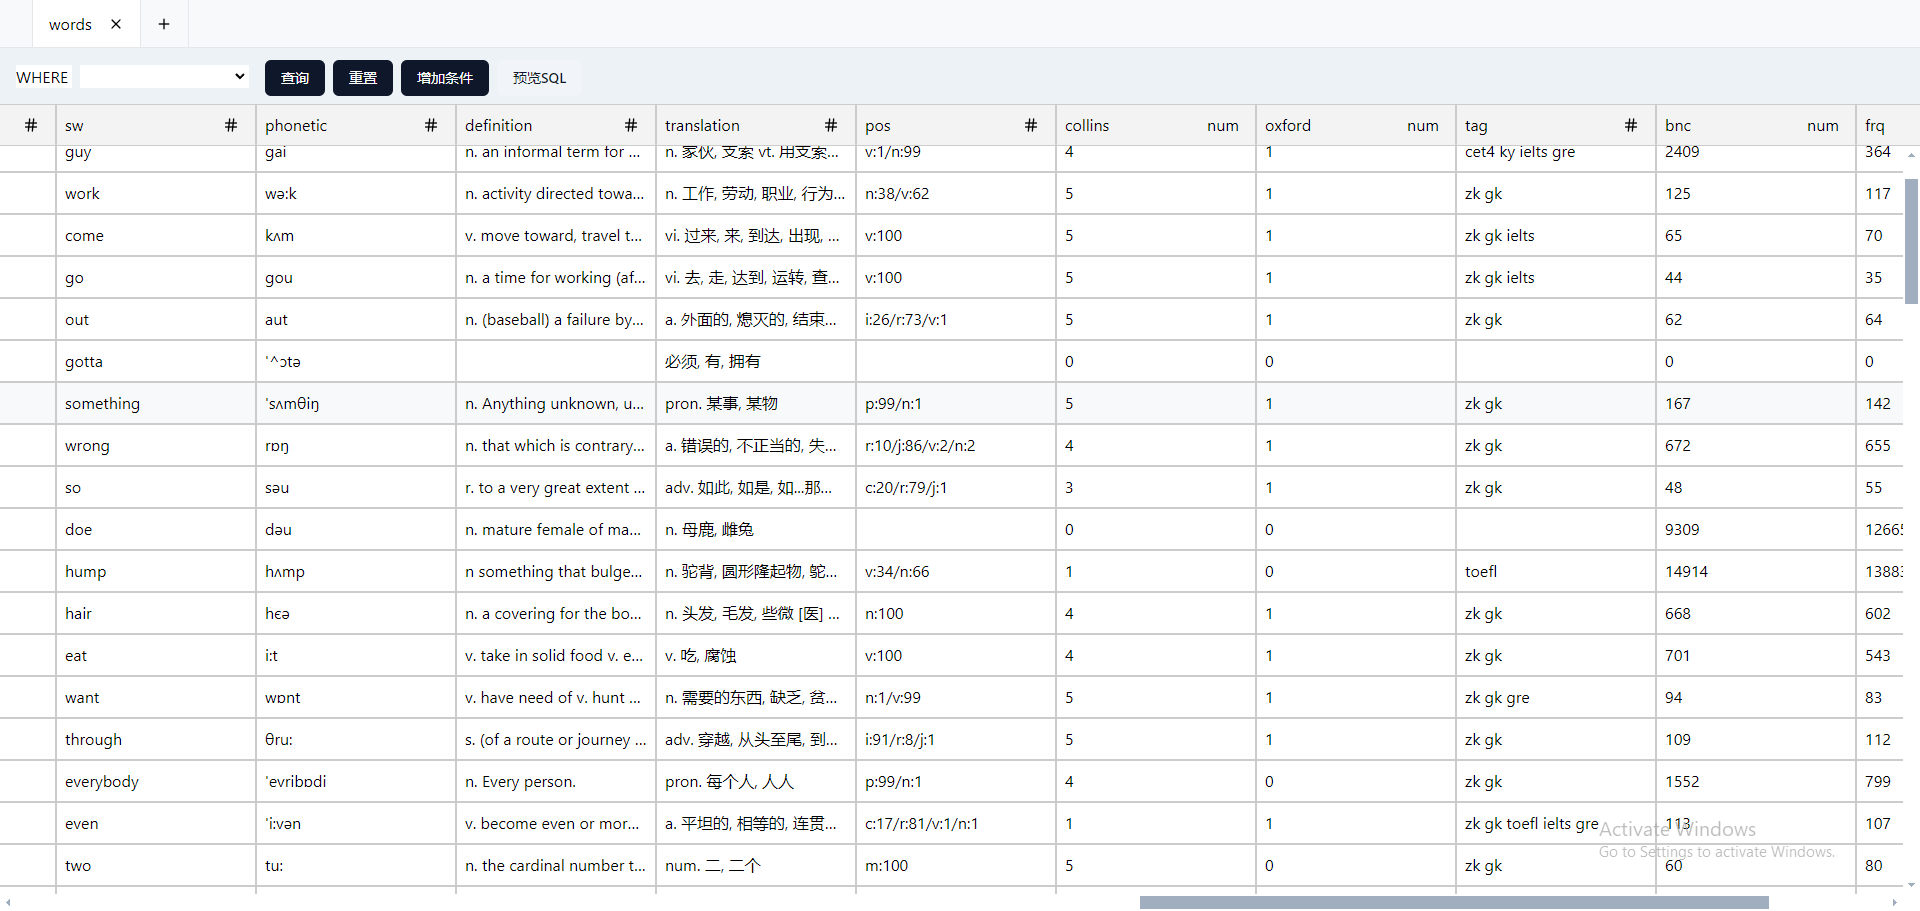 words × +
WHERE 查询 重置 增加条件 预览SQL
# sw # phonetic # definition # translation # pos # collins num oxford num tag # bnc num frq
guy gai n. an informal term for ... n. 家伙, 支索 vt. 用支索... v:1/n:99 4 1 cet4 ky ielts gre 2409 364
work wə:k n. activity directed towa... n. 工作, 劳动, 职业, 行为... n:38/v:62 5 1 zk gk 125 117
come kʌm v. move toward, travel t... vi. 过来, 来, 到达, 出现, ... v:100 5 1 zk gk ielts 65 70
go gou n. a time for working (af... vi. 去, 走, 达到, 运转, 查... v:100 5 1 zk gk ielts 44 35
out aut n. (baseball) a failure by... a. 外面的, 熄灭的, 结束... i:26/r:73/v:1 5 1 zk gk 62 64
gotta '^ɔtə 必须, 有, 拥有 0 0 0 0
something 'sʌmθiŋ n. Anything unknown, u... pron. 某事, 某物 p:99/n:1 5 1 zk gk 167 142
wrong rɒŋ n. that which is contrary... a. 错误的, 不正当的, 失... r:10/j:86/v:2/n:2 4 1 zk gk 672 655
so səu r. to a very great extent ... adv. 如此, 如是, 如...那... c:20/r:79/j:1 3 1 zk gk 48 55
doe dəu n. mature female of ma... n. 母鹿, 雌兔 0 0 9309 12665
hump hʌmp n something that bulge... n. 驼背, 圆形隆起物, 鸵... v:34/n:66 1 0 toefl 14914 13883
hair hєə n. a covering for the bo... n. 头发, 毛发, 些微 [医] ... n:100 4 1 zk gk 668 602
eat i:t v. take in solid food v. e... v. 吃, 腐蚀 v:100 4 1 zk gk 701 543
want wɒnt v. have need of v. hunt ... n. 需要的东西, 缺乏, 贫... n:1/v:99 5 1 zk gk gre 94 83
through θru: s. (of a route or journey ... adv. 穿越, 从头至尾, 到... i:91/r:8/j:1 5 1 zk gk 109 112
everybody 'evribɒdi n. Every person. pron. 每个人, 人人 p:99/n:1 4 0 zk gk 1552 799
even 'i:vən v. become even or mor... a. 平坦的, 相等的, 连贯... c:17/r:81/v:1/n:1 1 1 zk gk toefl ielts gre 113 107
two tu: n. the cardinal number t... num. 二, 二个 m:100 5 0 zk gk 60 80
Activate Windows
Go to Settings to activate Windows.